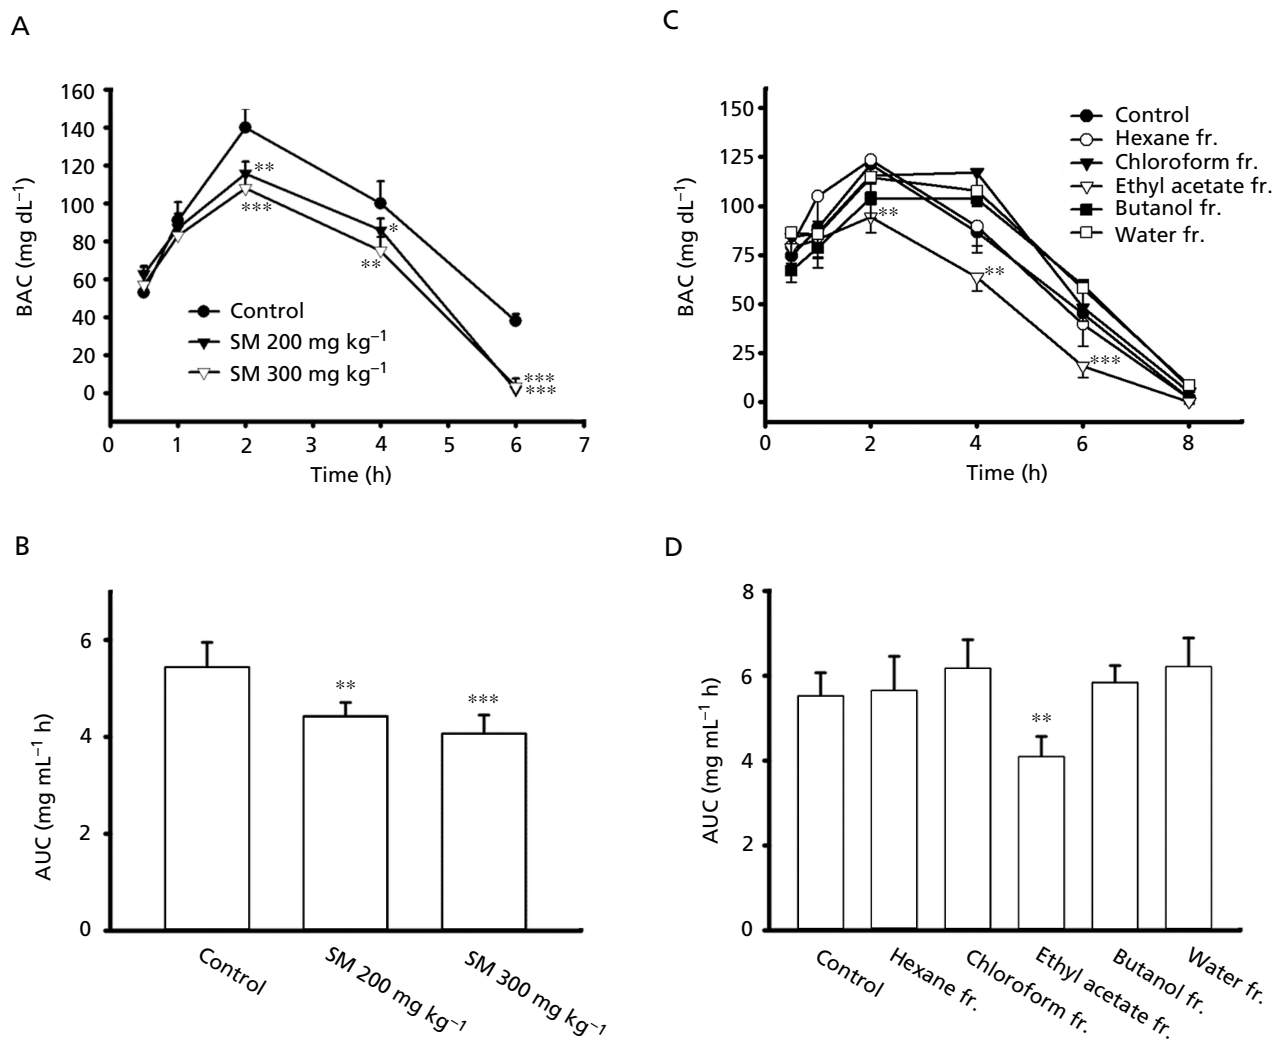 A
160
140
120
100
80
60
40
20
0
BAC (mg dL⁻¹)
**
***
*
**
***
***
Control
SM 200 mg kg⁻¹
SM 300 mg kg⁻¹
0 1 2 3 4 5 6 7
Time (h)
C
150
125
100
75
50
25
0
BAC (mg dL⁻¹)
**
**
***
Control
Hexane fr.
Chloroform fr.
Ethyl acetate fr.
Butanol fr.
Water fr.
0 2 4 6 8
Time (h)
B
6
4
2
0
AUC (mg mL⁻¹ h)
**
***
Control
SM 200 mg kg⁻¹
SM 300 mg kg⁻¹
D
8
6
4
2
0
AUC (mg mL⁻¹ h)
**
Control
Hexane fr.
Chloroform fr.
Ethyl acetate fr.
Butanol fr.
Water fr.